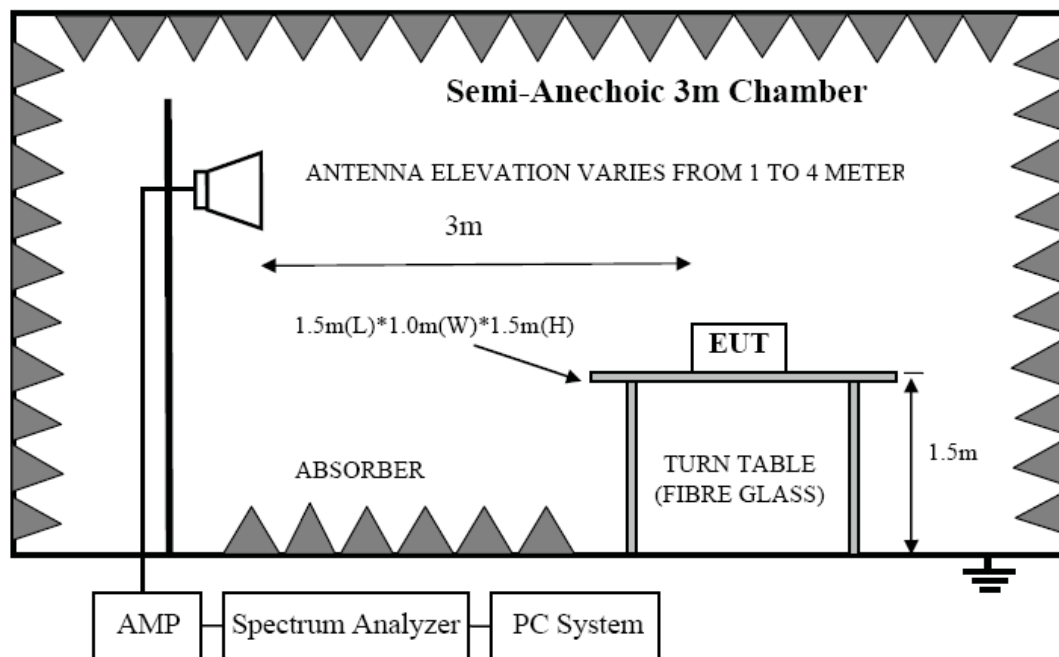 Semi-Anechoic 3m Chamber
ANTENNA ELEVATION VARIES FROM 1 TO 4 METER
3m
1.5m(L)*1.0m(W)*1.5m(H)
EUT
1.5m
ABSORBER
TURN TABLE
(FIBRE GLASS)
AMP
Spectrum Analyzer
PC System